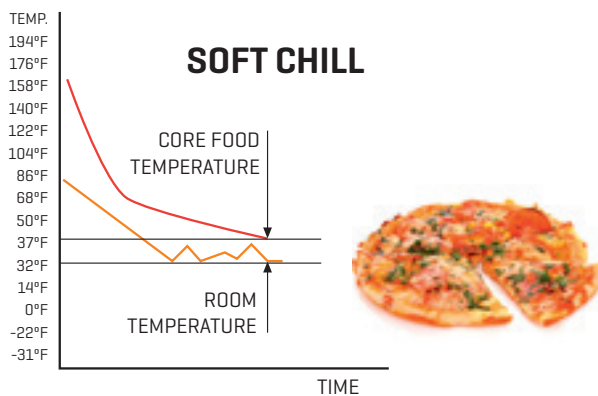 TEMP.
194°F
176°F
158°F
140°F
122°F
104°F
86°F
68°F
50°F
37°F
32°F
14°F
0°F
-22°F
-31°F
SOFT CHILL
CORE FOOD
TEMPERATURE
ROOM
TEMPERATURE
TIME